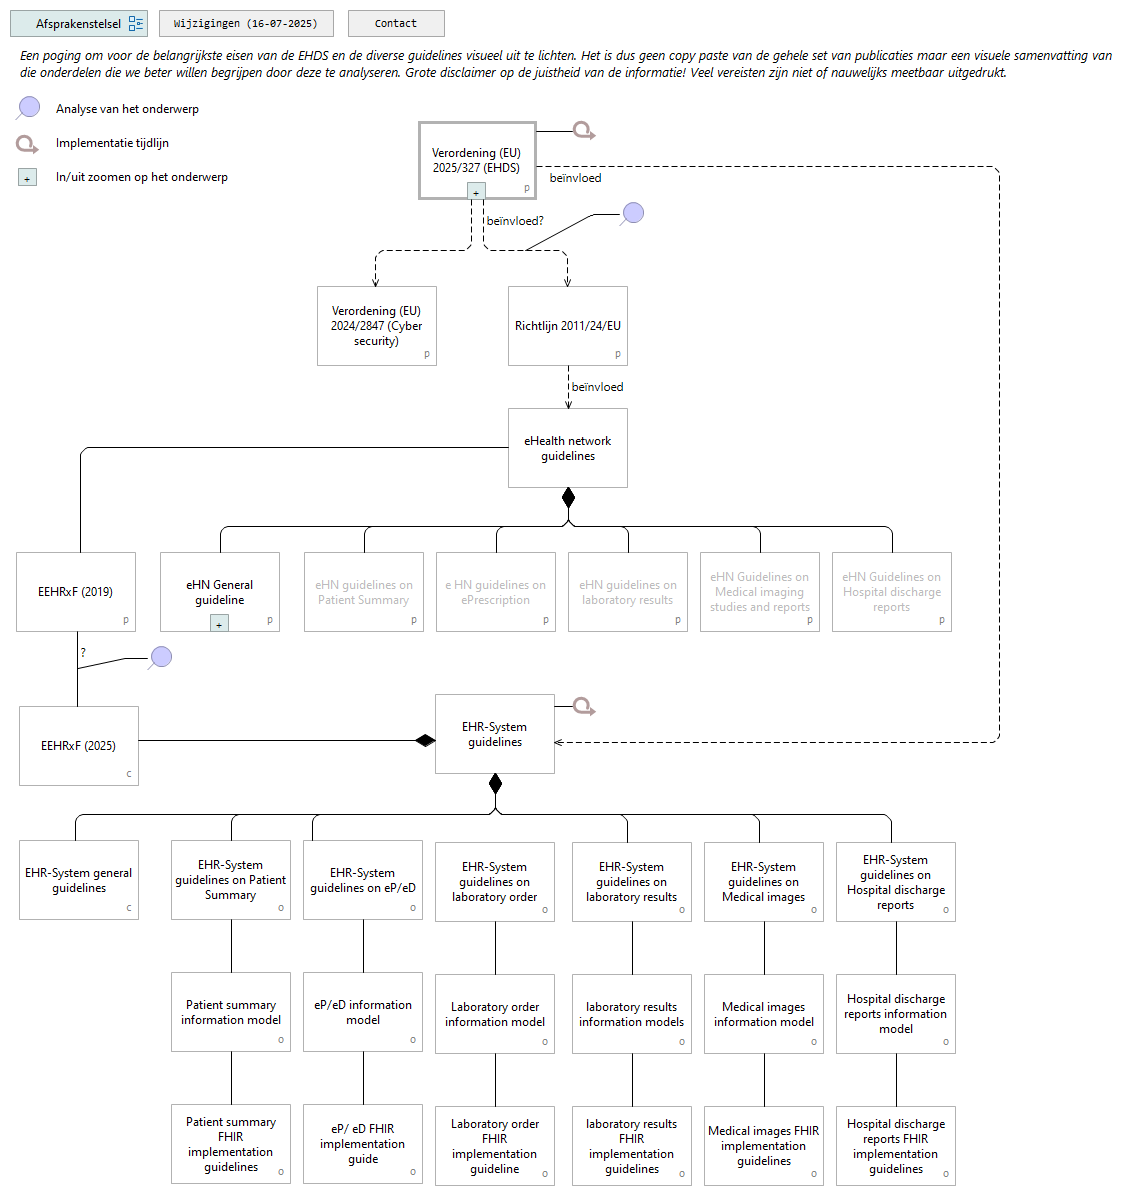 Afsprakenstelsel
Wijzigingen (16-07-2025)
Contact
Een poging om voor de belangrijkste eisen van de EHDS en de diverse guidelines visueel uit te lichten. Het is dus geen copy paste van de gehele set van publicaties maar een visuele samenvatting van
die onderdelen die we beter willen begrijpen door deze te analyseren. Grote disclaimer op de juistheid van de informatie! Veel vereisten zijn niet of nauwelijks meetbaar uitgedrukt.
Analyse van het onderwerp
Implementatie tijdlijn
+
In/uit zoomen op het onderwerp
Verordening (EU)
2025/327 (EHDS)
+
p
beïnvloed
beïnvloed?
Verordening (EU)
2024/2847 (Cyber
security)
p
Richtlijn 2011/24/EU
p
beïnvloed
eHealth network
guidelines
EEHRxF (2019)
p
eHN General
guideline
+
p
eHN guidelines on
Patient Summary
p
e HN guidelines on
ePrescription
p
eHN guidelines on
laboratory results
p
eHN Guidelines on
Medical imaging
studies and reports
p
eHN Guidelines on
Hospital discharge
reports
p
?
EEHRxF (2025)
c
EHR-System
guidelines
EHR-System general
guidelines
c
EHR-System
guidelines on Patient
Summary
o
EHR-System
guidelines on eP/eD
o
EHR-System
guidelines on
laboratory order
o
EHR-System
guidelines on
laboratory results
o
EHR-System
guidelines on
Medical images
o
EHR-System
guidelines on
Hospital discharge
reports
o
Patient summary
information model
o
eP/eD information
model
o
Laboratory order
information model
o
laboratory results
information models
o
Medical images
information model
o
Hospital discharge
reports information
model
o
Patient summary
FHIR
implementation
guidelines
o
eP/ eD FHIR
implementation
guide
o
Laboratory order
FHIR
implementation
guideline
o
laboratory results
FHIR
implementation
guidelines
o
Medical images FHIR
implementation
guidelines
o
Hospital discharge
reports FHIR
implementation
guidelines
o